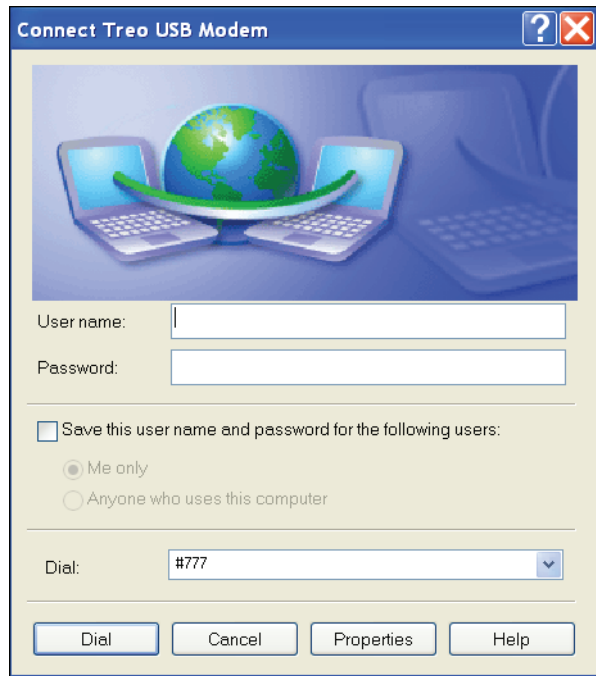 Connect Treo USB Modem
User name:
Password:
Save this user name and password for the following users:
Me only
Anyone who uses this computer
Dial: #777
Dial Cancel Properties Help